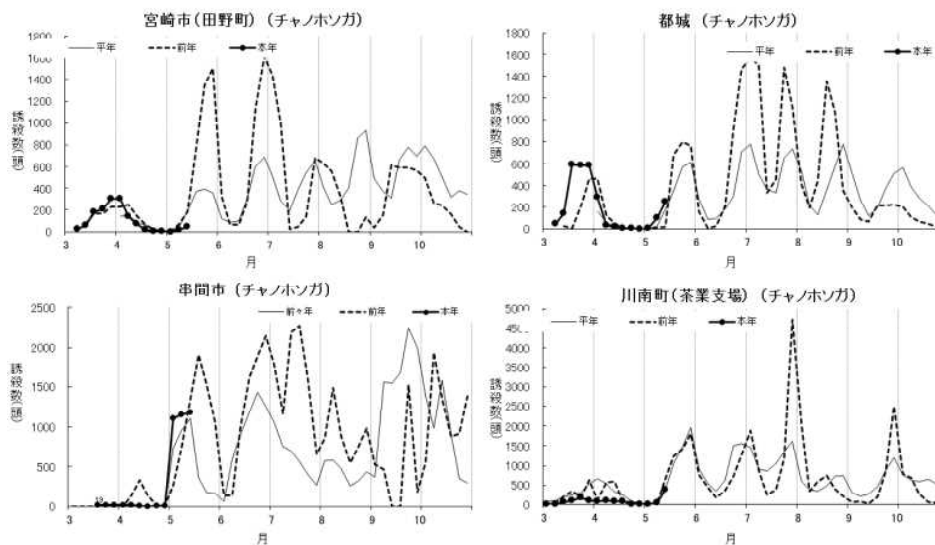 宮崎市(田野町) (チャノホソガ)
平年 前年 本年
1800
1600
1400
1200
1000
800
600
400
200
0
誘殺数(頭)
3 4 5 6 7 8 9 10
月
都城 (チャノホソガ)
平年 前年 本年
1800
1600
1400
1200
1000
800
600
400
200
0
誘殺数(頭)
3 4 5 6 7 8 9 10
月
串間市 (チャノホソガ)
前々年 前年 本年
2500
2000
1500
1000
500
0
誘殺数(頭)
13
3 4 5 6 7 8 9 10
月
川南町(茶業支場) (チャノホソガ)
平年 前年 本年
5000
4500
4000
3500
3000
2500
2000
1500
1000
500
0
誘殺数(頭)
3 4 5 6 7 8 9 10
月